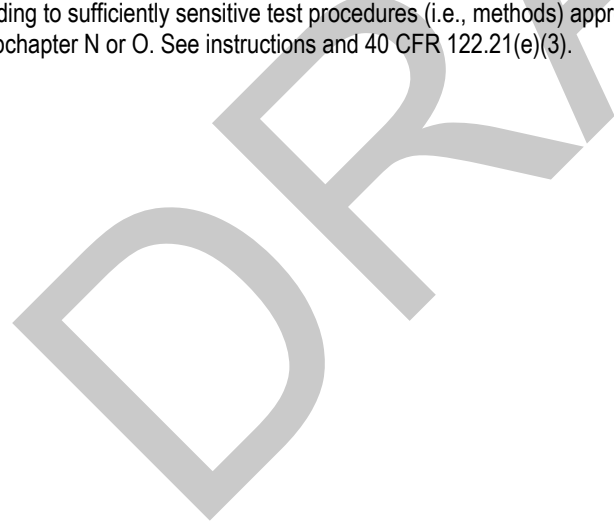 ding to sufficiently sensitive test procedures (i.e., methods) appr
ochapter N or O. See instructions and 40 CFR 122.21(e)(3).
DRA